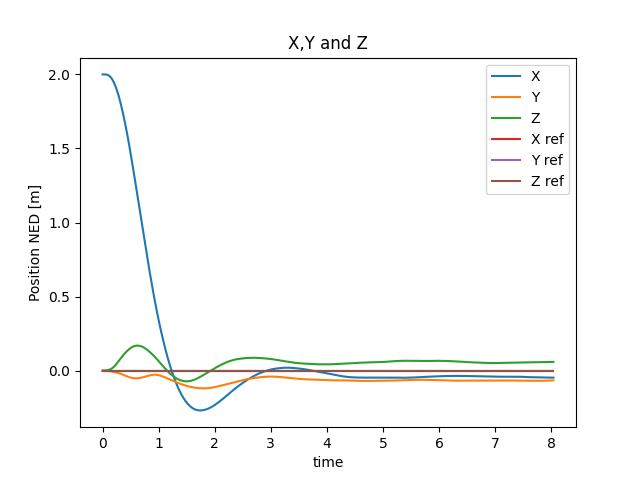 X,Y and Z
2.0
1.5
1.0
0.5
0.0
Position NED [m]
X
Y
Z
X ref
Y ref
Z ref
0 1 2 3 4 5 6 7 8
time